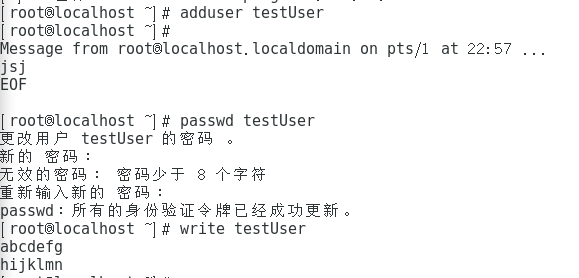 [root@localhost ~]# adduser testUser
[root@localhost ~]#
Message from root@localhost.localdomain on pts/1 at 22:57 ...
jsj
EOF
[root@localhost ~]# passwd testUser
更改用户 testUser 的密码 。
新的 密码：
无效的密码： 密码少于 8 个字符
重新输入新的 密码：
passwd：所有的身份验证令牌已经成功更新。
[root@localhost ~]# write testUser
abcdefg
hijklmn